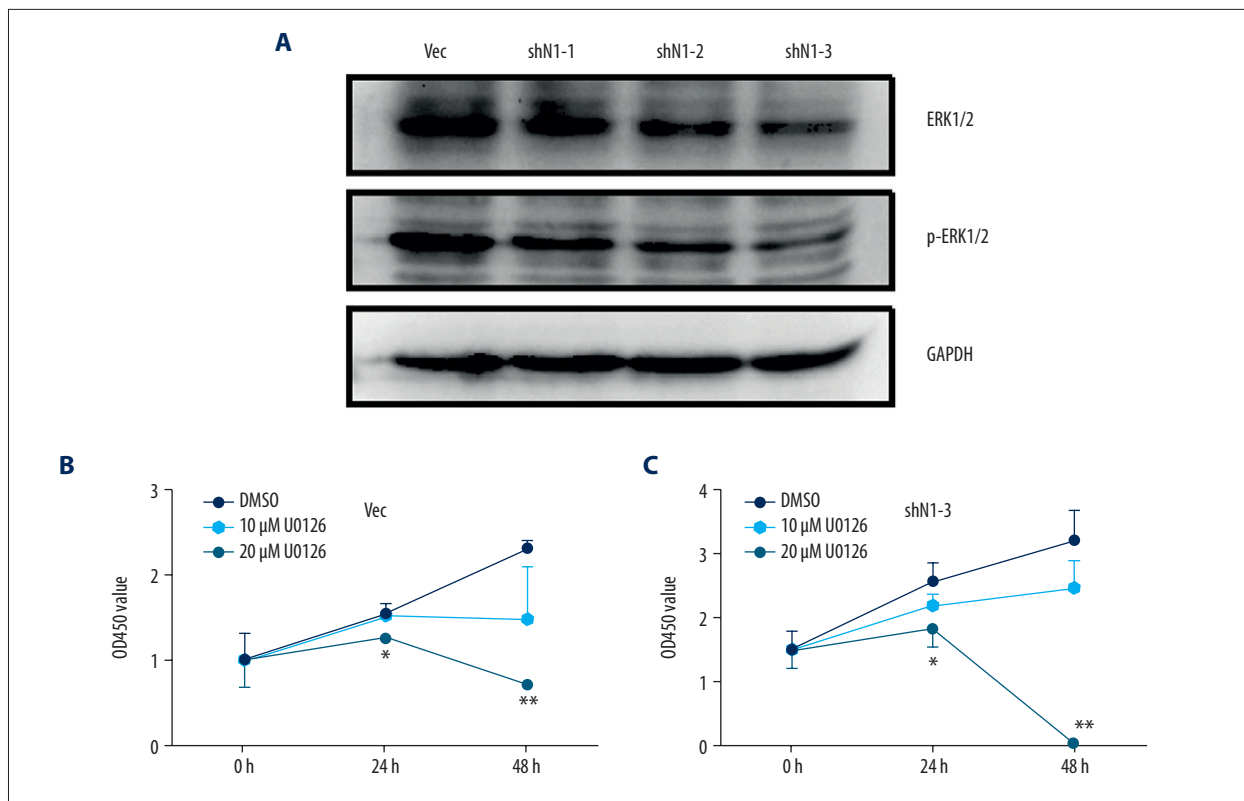 A
Vec shN1-1 shN1-2 shN1-3
ERK1/2
p-ERK1/2
GAPDH
B
3
2
1
0
OD450 value
DMSO
10 µM U0126
20 µM U0126
Vec
*
**
0 h 24 h 48 h
C
4
3
2
1
0
OD450 value
DMSO
10 µM U0126
20 µM U0126
shN1-3
*
**
0 h 24 h 48 h